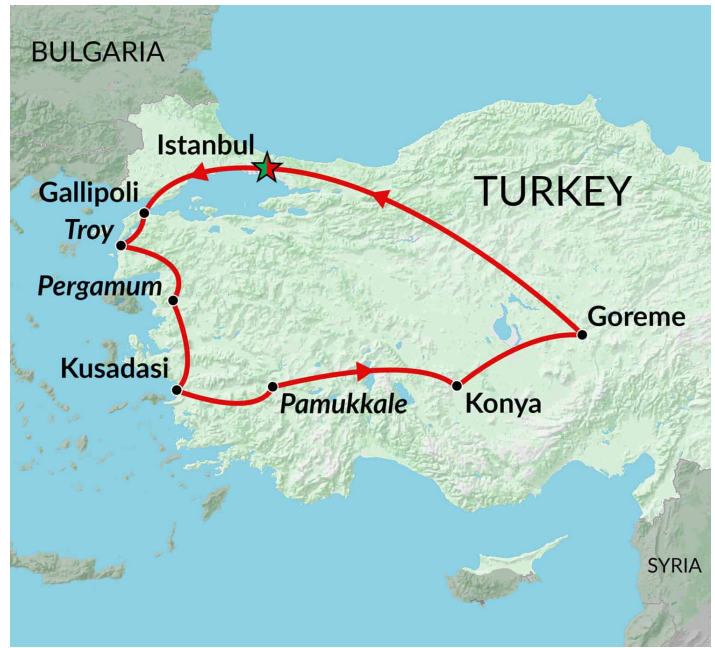 BULGARIA
Istanbul
TURKEY
Gallipoli
Troy
Pergamum
Goreme
Kusadasi
Pamukkale
Konya
SYRIA